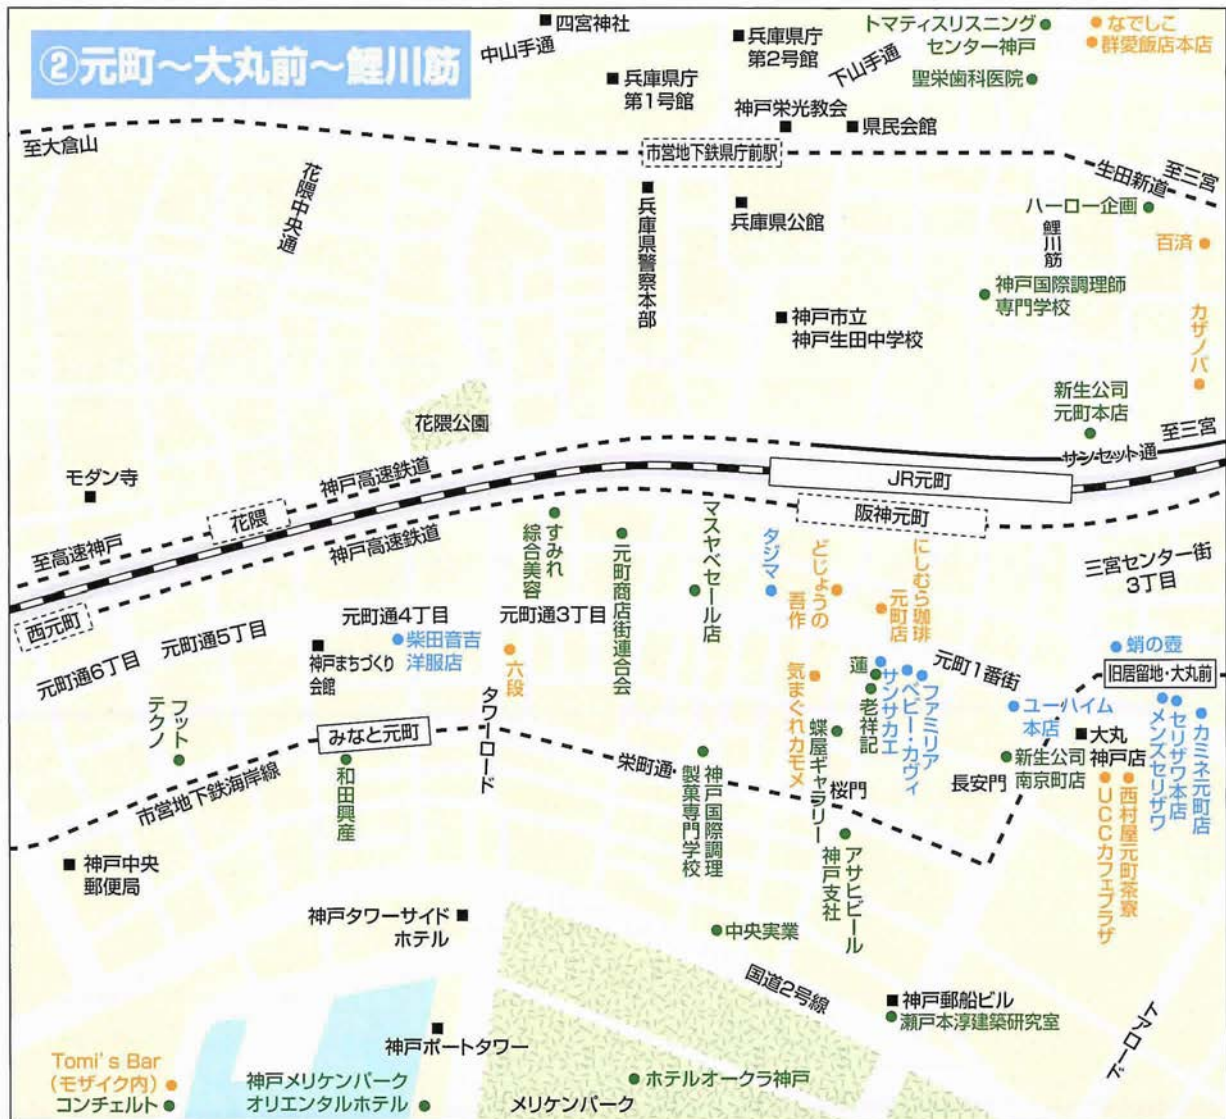 ②元町～大丸前～鯉川筋
四宮神社
中山手通
兵庫県庁
第2号館
トマティスリスニング
センター神戸
なでしこ
群愛飯店本店
兵庫県庁
第1号館
下山手通
聖栄歯科医院
神戸栄光教会
県民会館
至大倉山
市営地下鉄県庁前駅
生田新道
至三宮
花隈中央通
兵庫県警察本部
兵庫県公館
ハーロー企画
鯉川筋
百済
神戸国際調理師
専門学校
神戸市立
神戸生田中学校
カザノバ
新生公司
元町本店
花隈公園
至三宮
サンセット通
モダン寺
神戸高速鉄道
JR元町
花隈
阪神元町
至高速神戸
神戸高速鉄道
すみれ
綜合美容
元町商店街連合会
マスヤベセール店
タジマ
どじょうの
吾作
にしむら珈琲
元町店
三宮センター街
3丁目
西元町
元町通6丁目
元町通5丁目
元町通4丁目
元町通3丁目
神戸まちづくり
会館
柴田音吉
洋服店
六段
気まぐれカモメ
蓮
老祥記
サンサカエ
ベビー・カヴィ
ファミリア
元町1番街
蛸の壺
旧居留地・大丸前
ユーハイム
本店
大丸
神戸店
メンズセリザワ
セリザワ本店
カミネ元町店
フット
テクノ
みなと元町
タワーロード
栄町通
蝶屋ギャラリー
桜門
長安門
新生公司
南京町店
市営地下鉄海岸線
和田興産
神戸国際調理
製菓専門学校
UCCカフェプラザ
西村屋元町茶寮
アサヒビール
神戸支社
神戸中央
郵便局
神戸タワーサイド
ホテル
中央実業
国道2号線
神戸郵船ビル
瀬戸本淳建築研究室
トアロード
神戸ポートタワー
Tomi's Bar
(モザイク内)
コンチェルト
神戸メリケンパーク
オリエンタルホテル
ホテルオークラ神戸
メリケンパーク